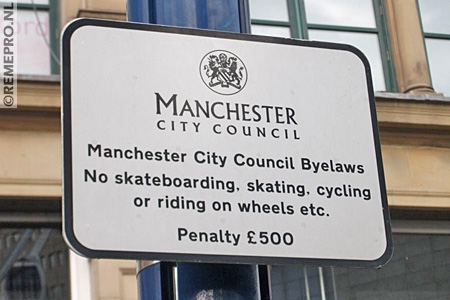 MANCHESTER
CITY COUNCIL
Manchester City Council Byelaws
No skateboarding, skating, cycling
or riding on wheels etc.
Penalty £500
©REMEPRO.NL